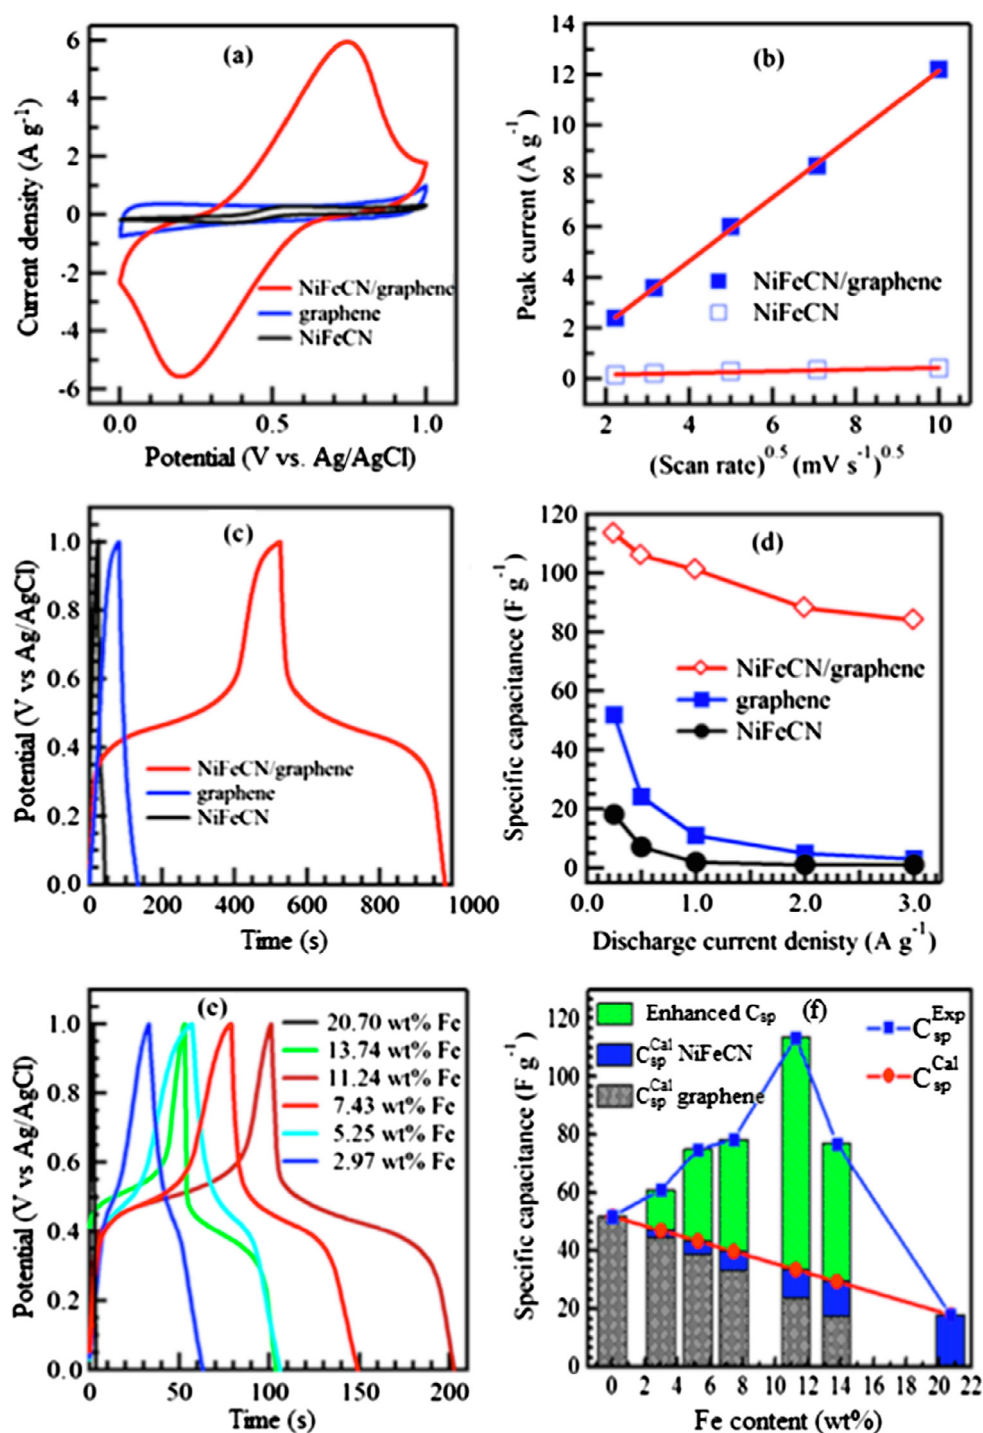 (a)
Current density (A g⁻¹)
6
4
2
0
-2
-4
-6
NiFeCN/graphene
graphene
NiFeCN
0.0 0.5 1.0
Potential (V vs. Ag/AgCl)
(b)
Peak current (A g⁻¹)
14
12
10
8
6
4
2
0
NiFeCN/graphene
NiFeCN
2 4 6 8 10
(Scan rate)^0.5 (mV s⁻¹)^0.5
(c)
Potential (V vs Ag/AgCl)
1.0
0.8
0.6
0.4
0.2
0.0
NiFeCN/graphene
graphene
NiFeCN
0 200 400 600 800 1000
Time (s)
(d)
Specific capacitance (F g⁻¹)
120
100
80
60
40
20
0
NiFeCN/graphene
graphene
NiFeCN
1.0 2.0 3.0
Discharge current denisty (A g⁻¹)
(e)
Potential (V vs Ag/AgCl)
1.0
0.8
0.6
0.4
0.2
0.0
20.70 wt% Fe
13.74 wt% Fe
11.24 wt% Fe
7.43 wt% Fe
5.25 wt% Fe
2.97 wt% Fe
0 50 100 150 200
Time (s)
(f)
Specific capacitance (F g⁻¹)
120
100
80
60
40
20
0
Enhanced Csp
Csp^Cal NiFeCN
Csp^Cal graphene
Csp^Exp
Csp^Cal
0 2 4 6 8 10 12 14 16 18 20 22
Fe content (wt%)